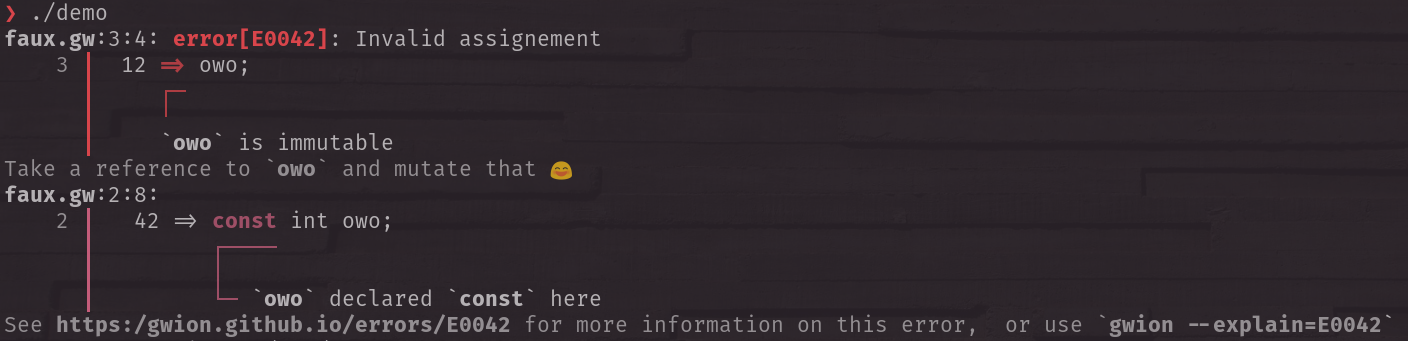 ❯ ./demo
faux.gw:3:4: error[E0042]: Invalid assignement
3 12 => owo;
`owo` is immutable
Take a reference to `owo` and mutate that 😄
faux.gw:2:8:
2 42 => const int owo;
`owo` declared `const` here
See https:/gwion.github.io/errors/E0042 for more information on this error,  or use `gwion --explain=E0042`